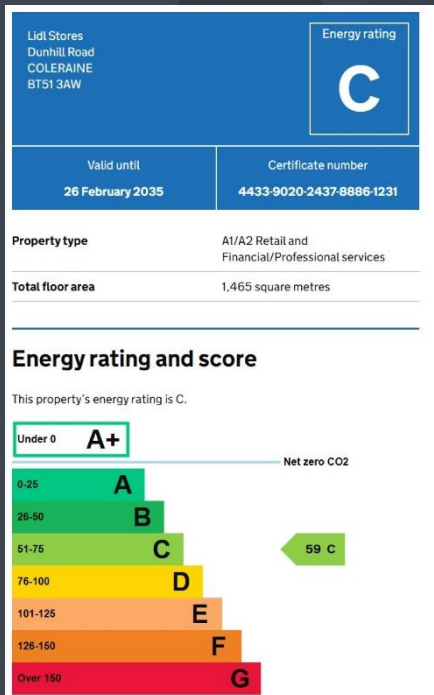 Lidl Stores
Dunhill Road
COLERAINE
BT51 3AW
Energy rating
C
Valid until
26 February 2035
Certificate number
4433-9020-2437-8886-1231
Property type
A1/A2 Retail and
Financial/Professional services
Total floor area
1,465 square metres
Energy rating and score
This property's energy rating is C.
Under 0 A+
Net zero CO2
0-25 A
26-50 B
51-75 C
59 C
76-100 D
101-125 E
126-150 F
Over 150 G